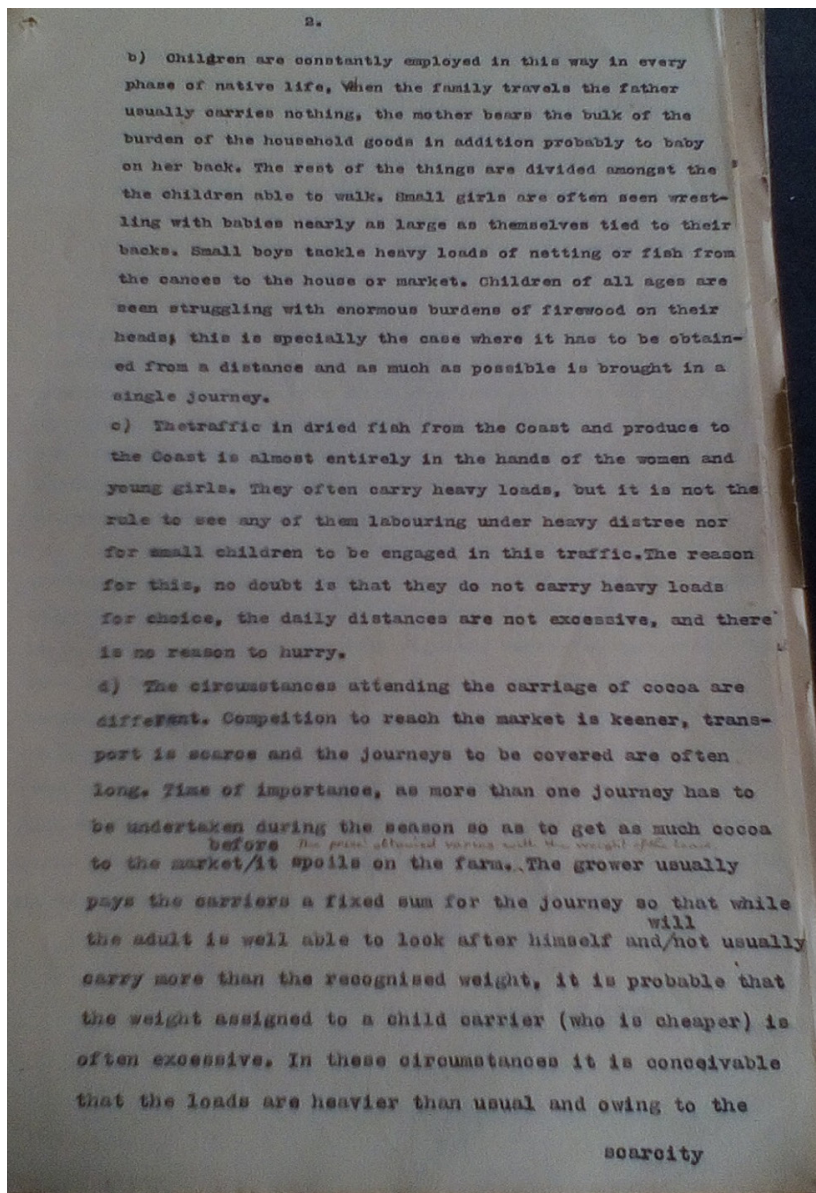 2.
b) Children are constantly employed in this way in every
phase of native life, When the family travels the father
usually carries nothing, the mother bears the bulk of the
burden of the household goods in addition probably to baby
on her back. The rest of the things are divided amongst the
the children able to walk. Small girls are often seen wrest-
ling with babies nearly as large as themselves tied to their
backs. Small boys tackle heavy loads of netting or fish from
the canoes to the house or market. Children of all ages are
seen struggling with enormous burdens of firewood on their
heads; this is specially the case where it has to be obtain-
ed from a distance and as much as possible is brought in a
single journey.
c) Thetraffic in dried fish from the Coast and produce to
the Coast is almost entirely in the hands of the women and
young girls. They often carry heavy loads, but it is not the
rule to see any of them labouring under heavy distree nor
for small children to be engaged in this traffic.The reason
for this, no doubt is that they do not carry heavy loads
for choice, the daily distances are not excessive, and there
is no reason to hurry.
d) The circumstances attending the carriage of cocoa are
different. Compeition to reach the market is keener, trans-
port is scarce and the journeys to be covered are often
long. Time of importance, as more than one journey has to
be undertaken during the season so as to get as much cocoa
before The price obtained varies with the weight of the loads.
to the market/it spoils on the farm. The grower usually
pays the carriers a fixed sum for the journey so that while
will
the adult is well able to look after himself and/not usually
carry more than the recognised weight, it is probable that
the weight assigned to a child carrier (who is cheaper) is
often excessive. In these circumstances it is conceivable
that the loads are heavier than usual and owing to the
scarcity